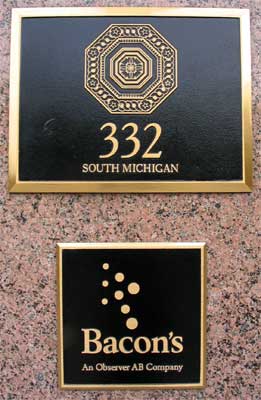 332
SOUTH MICHIGAN
Bacon's
An Observer AB Company